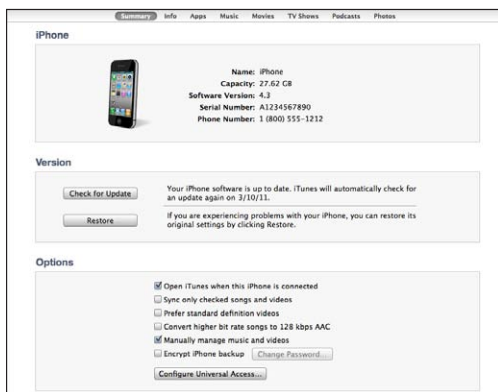 Summary Info Apps Music Movies TV Shows Podcasts Photos
iPhone
Name: iPhone
Capacity: 27.62 GB
Software Version: 4.3
Serial Number: A1234567890
Phone Number: 1 (800) 555-1212
Version
Check for Update
Your iPhone software is up to date. iTunes will automatically check for
an update again on 3/10/11.
Restore
If you are experiencing problems with your iPhone, you can restore its
original settings by clicking Restore.
Options
Open iTunes when this iPhone is connected
Sync only checked songs and videos
Prefer standard definition videos
Convert higher bit rate songs to 128 kbps AAC
Manually manage music and videos
Encrypt iPhone backup Change Password...
Configure Universal Access...